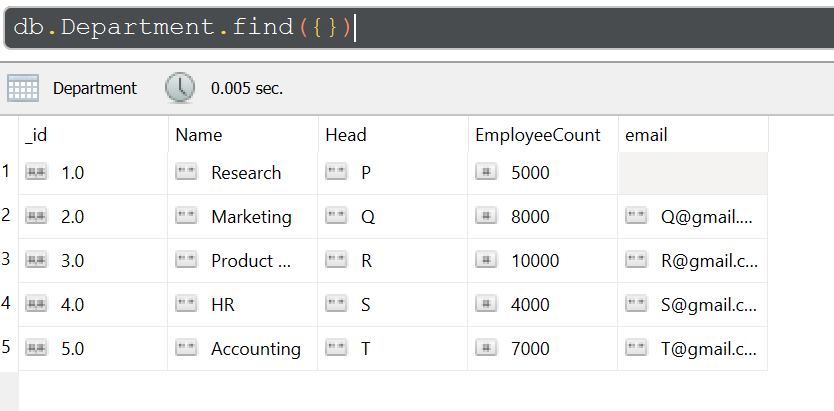 db.Department.find({})
Department 0.005 sec.
_id Name Head EmployeeCount email
1 1.0 Research P 5000
2 2.0 Marketing Q 8000 Q@gmail....
3 3.0 Product ... R 10000 R@gmail.c...
4 4.0 HR S 4000 S@gmail.c...
5 5.0 Accounting T 7000 T@gmail.c...